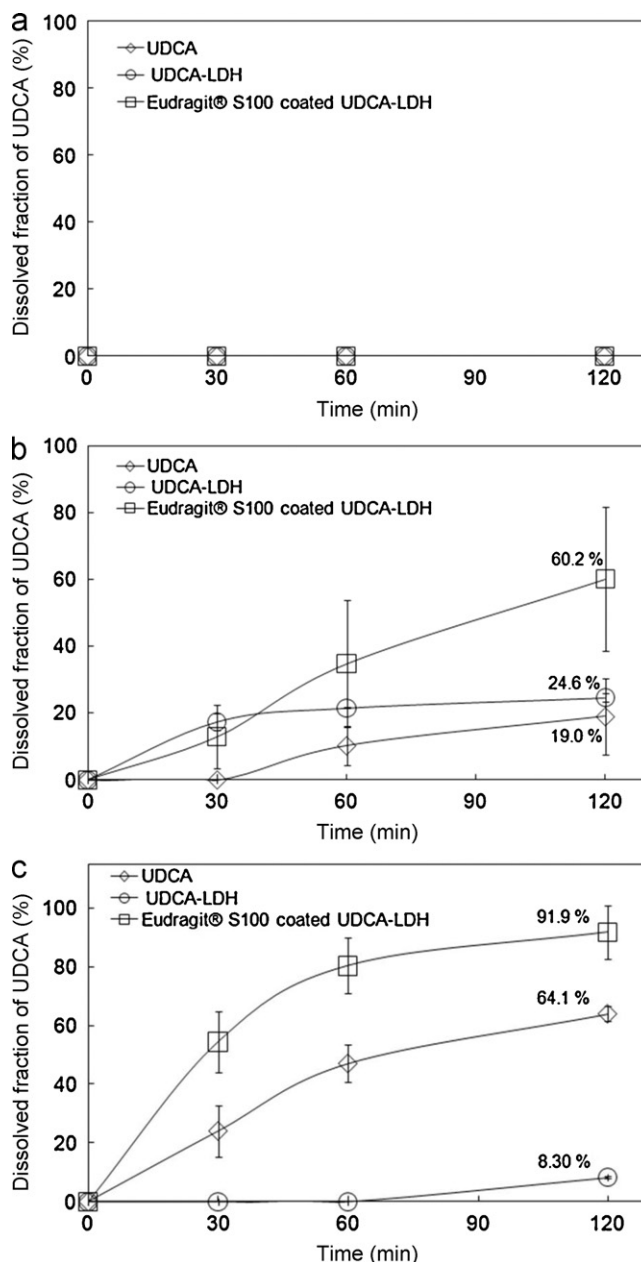 a
100
UDCA
UDCA-LDH
Eudragit® S100 coated UDCA-LDH
80
60
40
20
0
0 30 60 90 120
Time (min)
Dissolved fraction of UDCA (%)
b
100
UDCA
UDCA-LDH
Eudragit® S100 coated UDCA-LDH
80
60.2 %
60
40
24.6 %
20
19.0 %
0
0 30 60 90 120
Time (min)
Dissolved fraction of UDCA (%)
c
UDCA
UDCA-LDH
Eudragit® S100 coated UDCA-LDH
100
91.9 %
80
64.1 %
60
40
20
8.30 %
0
0 30 60 90 120
Time (min)
Dissolved fraction of UDCA (%)